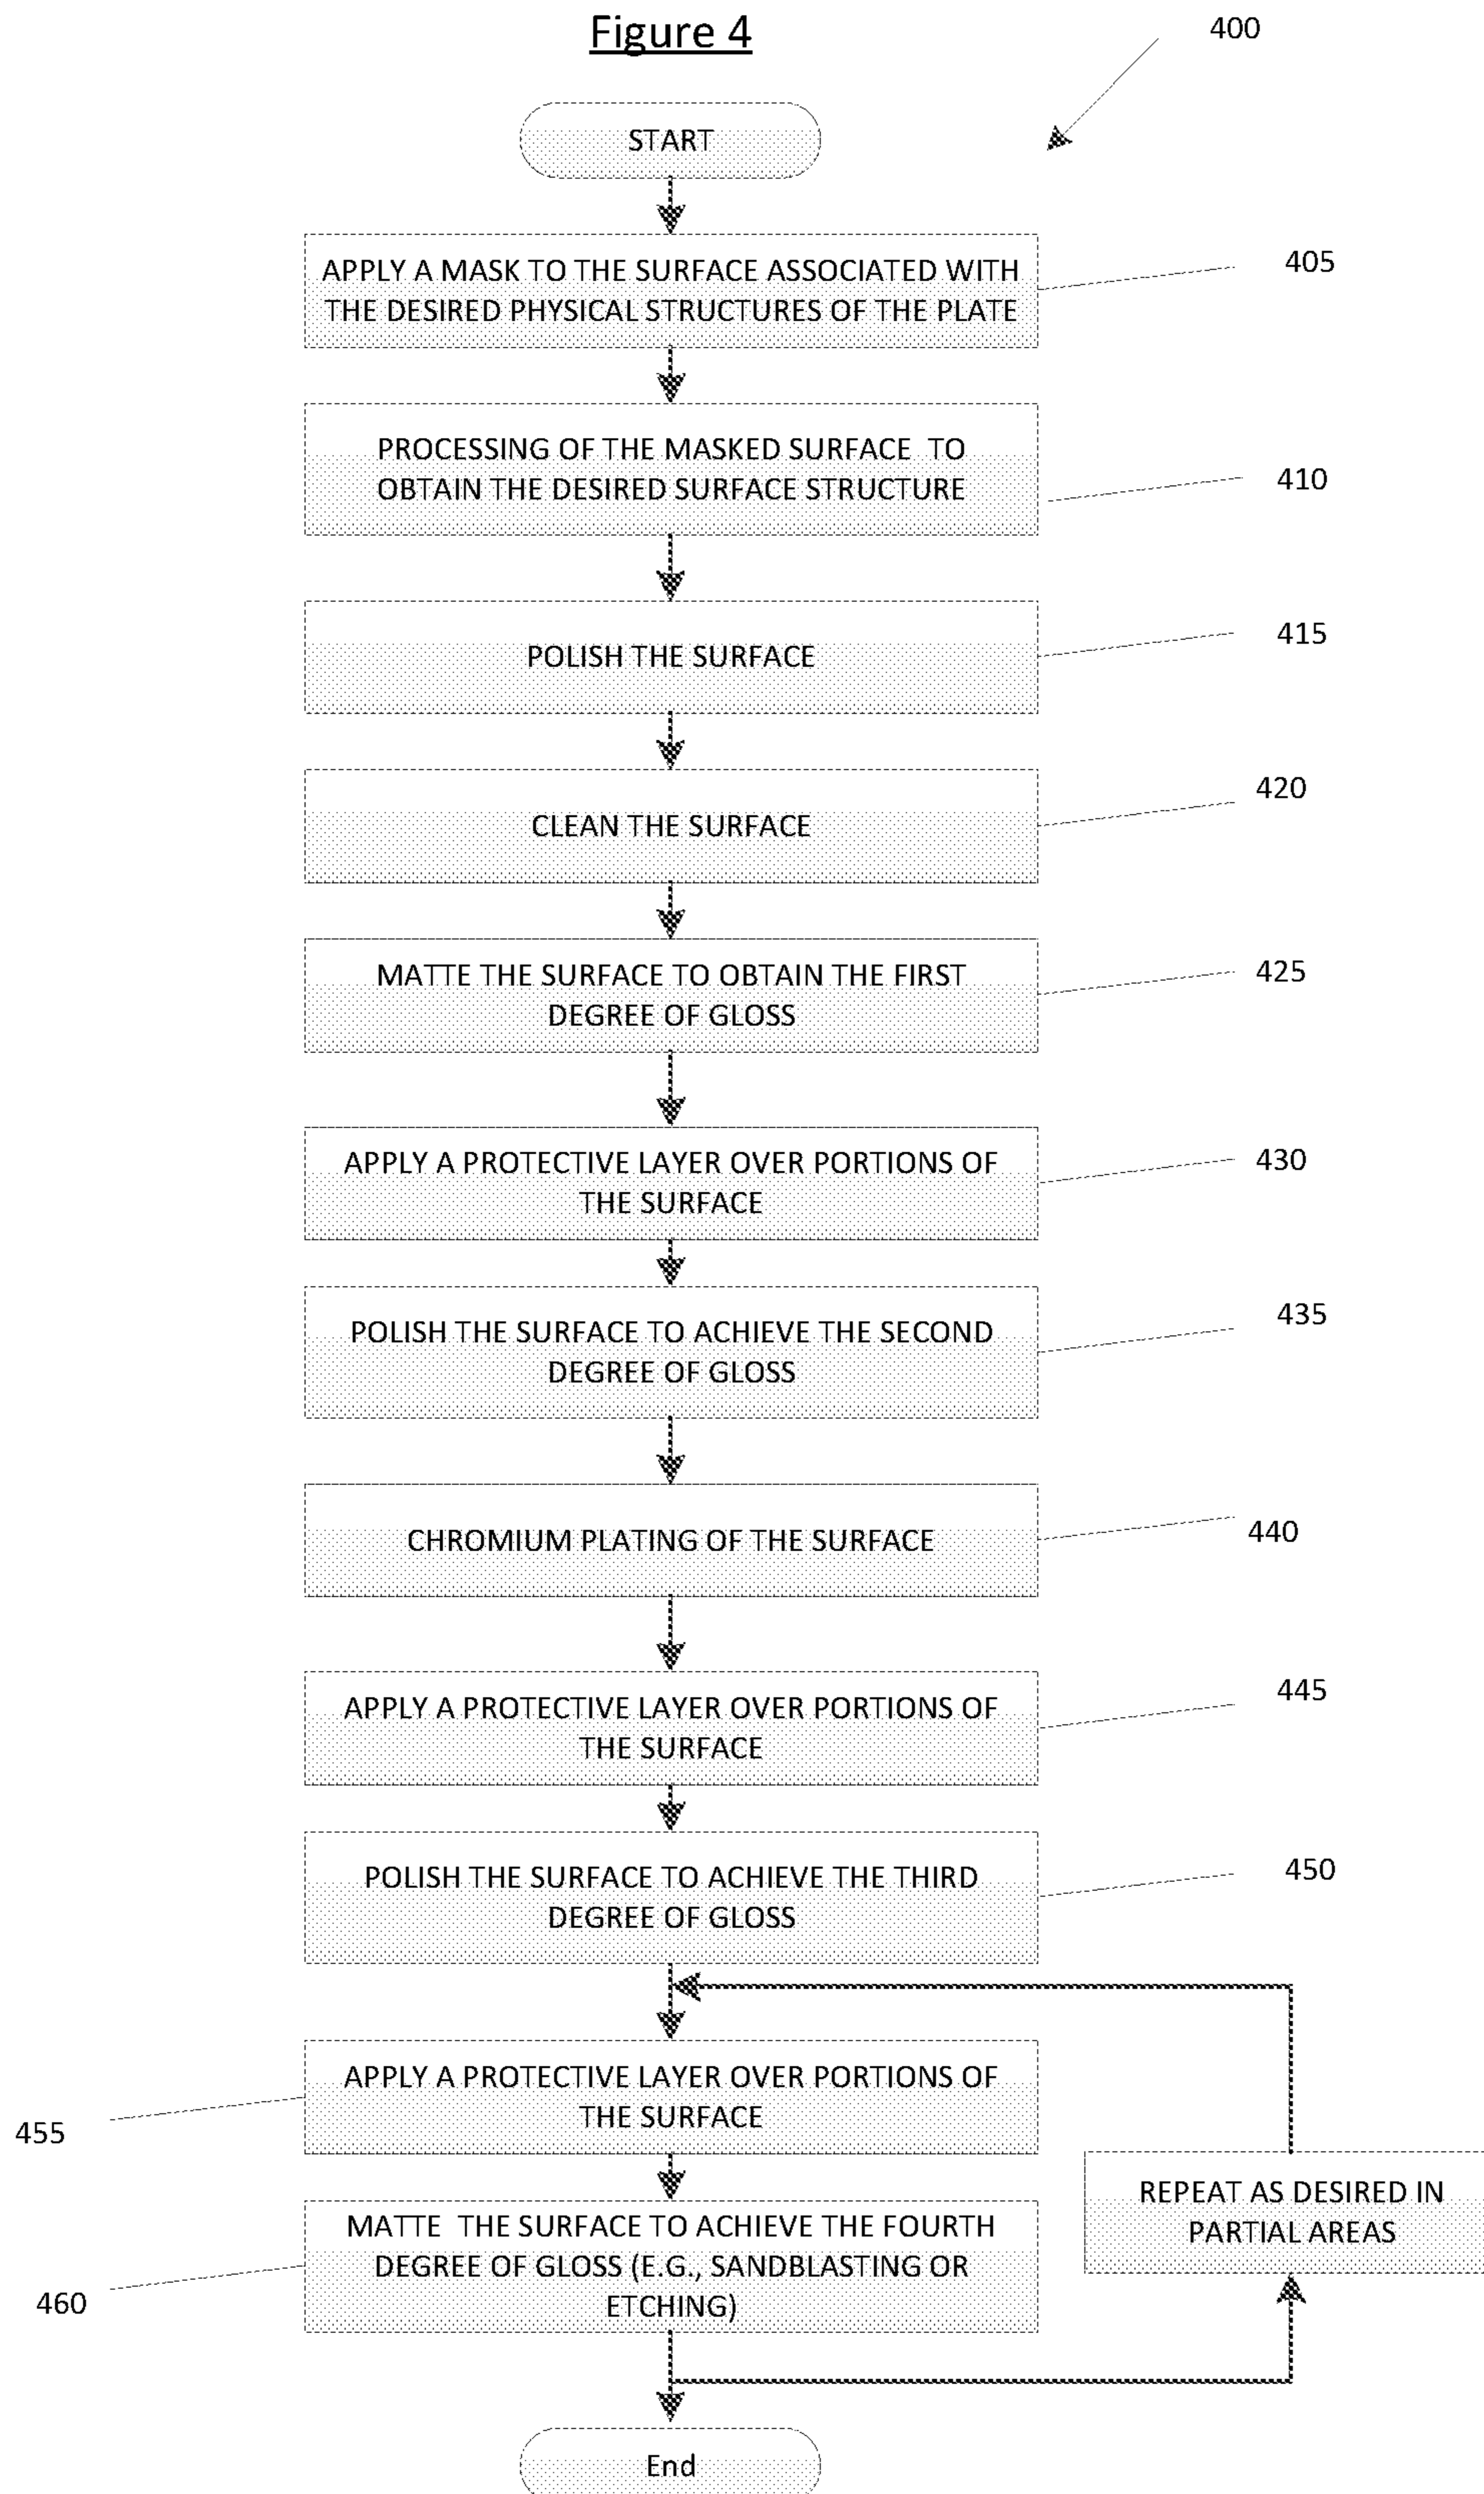 Figure 4
400
START
APPLY A MASK TO THE SURFACE ASSOCIATED WITH
THE DESIRED PHYSICAL STRUCTURES OF THE PLATE
405
PROCESSING OF THE MASKED SURFACE TO
OBTAIN THE DESIRED SURFACE STRUCTURE
410
POLISH THE SURFACE
415
CLEAN THE SURFACE
420
MATTE THE SURFACE TO OBTAIN THE FIRST
DEGREE OF GLOSS
425
APPLY A PROTECTIVE LAYER OVER PORTIONS OF
THE SURFACE
430
POLISH THE SURFACE TO ACHIEVE THE SECOND
DEGREE OF GLOSS
435
CHROMIUM PLATING OF THE SURFACE
440
APPLY A PROTECTIVE LAYER OVER PORTIONS OF
THE SURFACE
445
POLISH THE SURFACE TO ACHIEVE THE THIRD
DEGREE OF GLOSS
450
APPLY A PROTECTIVE LAYER OVER PORTIONS OF
THE SURFACE
455
REPEAT AS DESIRED IN
PARTIAL AREAS
MATTE THE SURFACE TO ACHIEVE THE FOURTH
DEGREE OF GLOSS (E.G., SANDBLASTING OR
ETCHING)
460
End